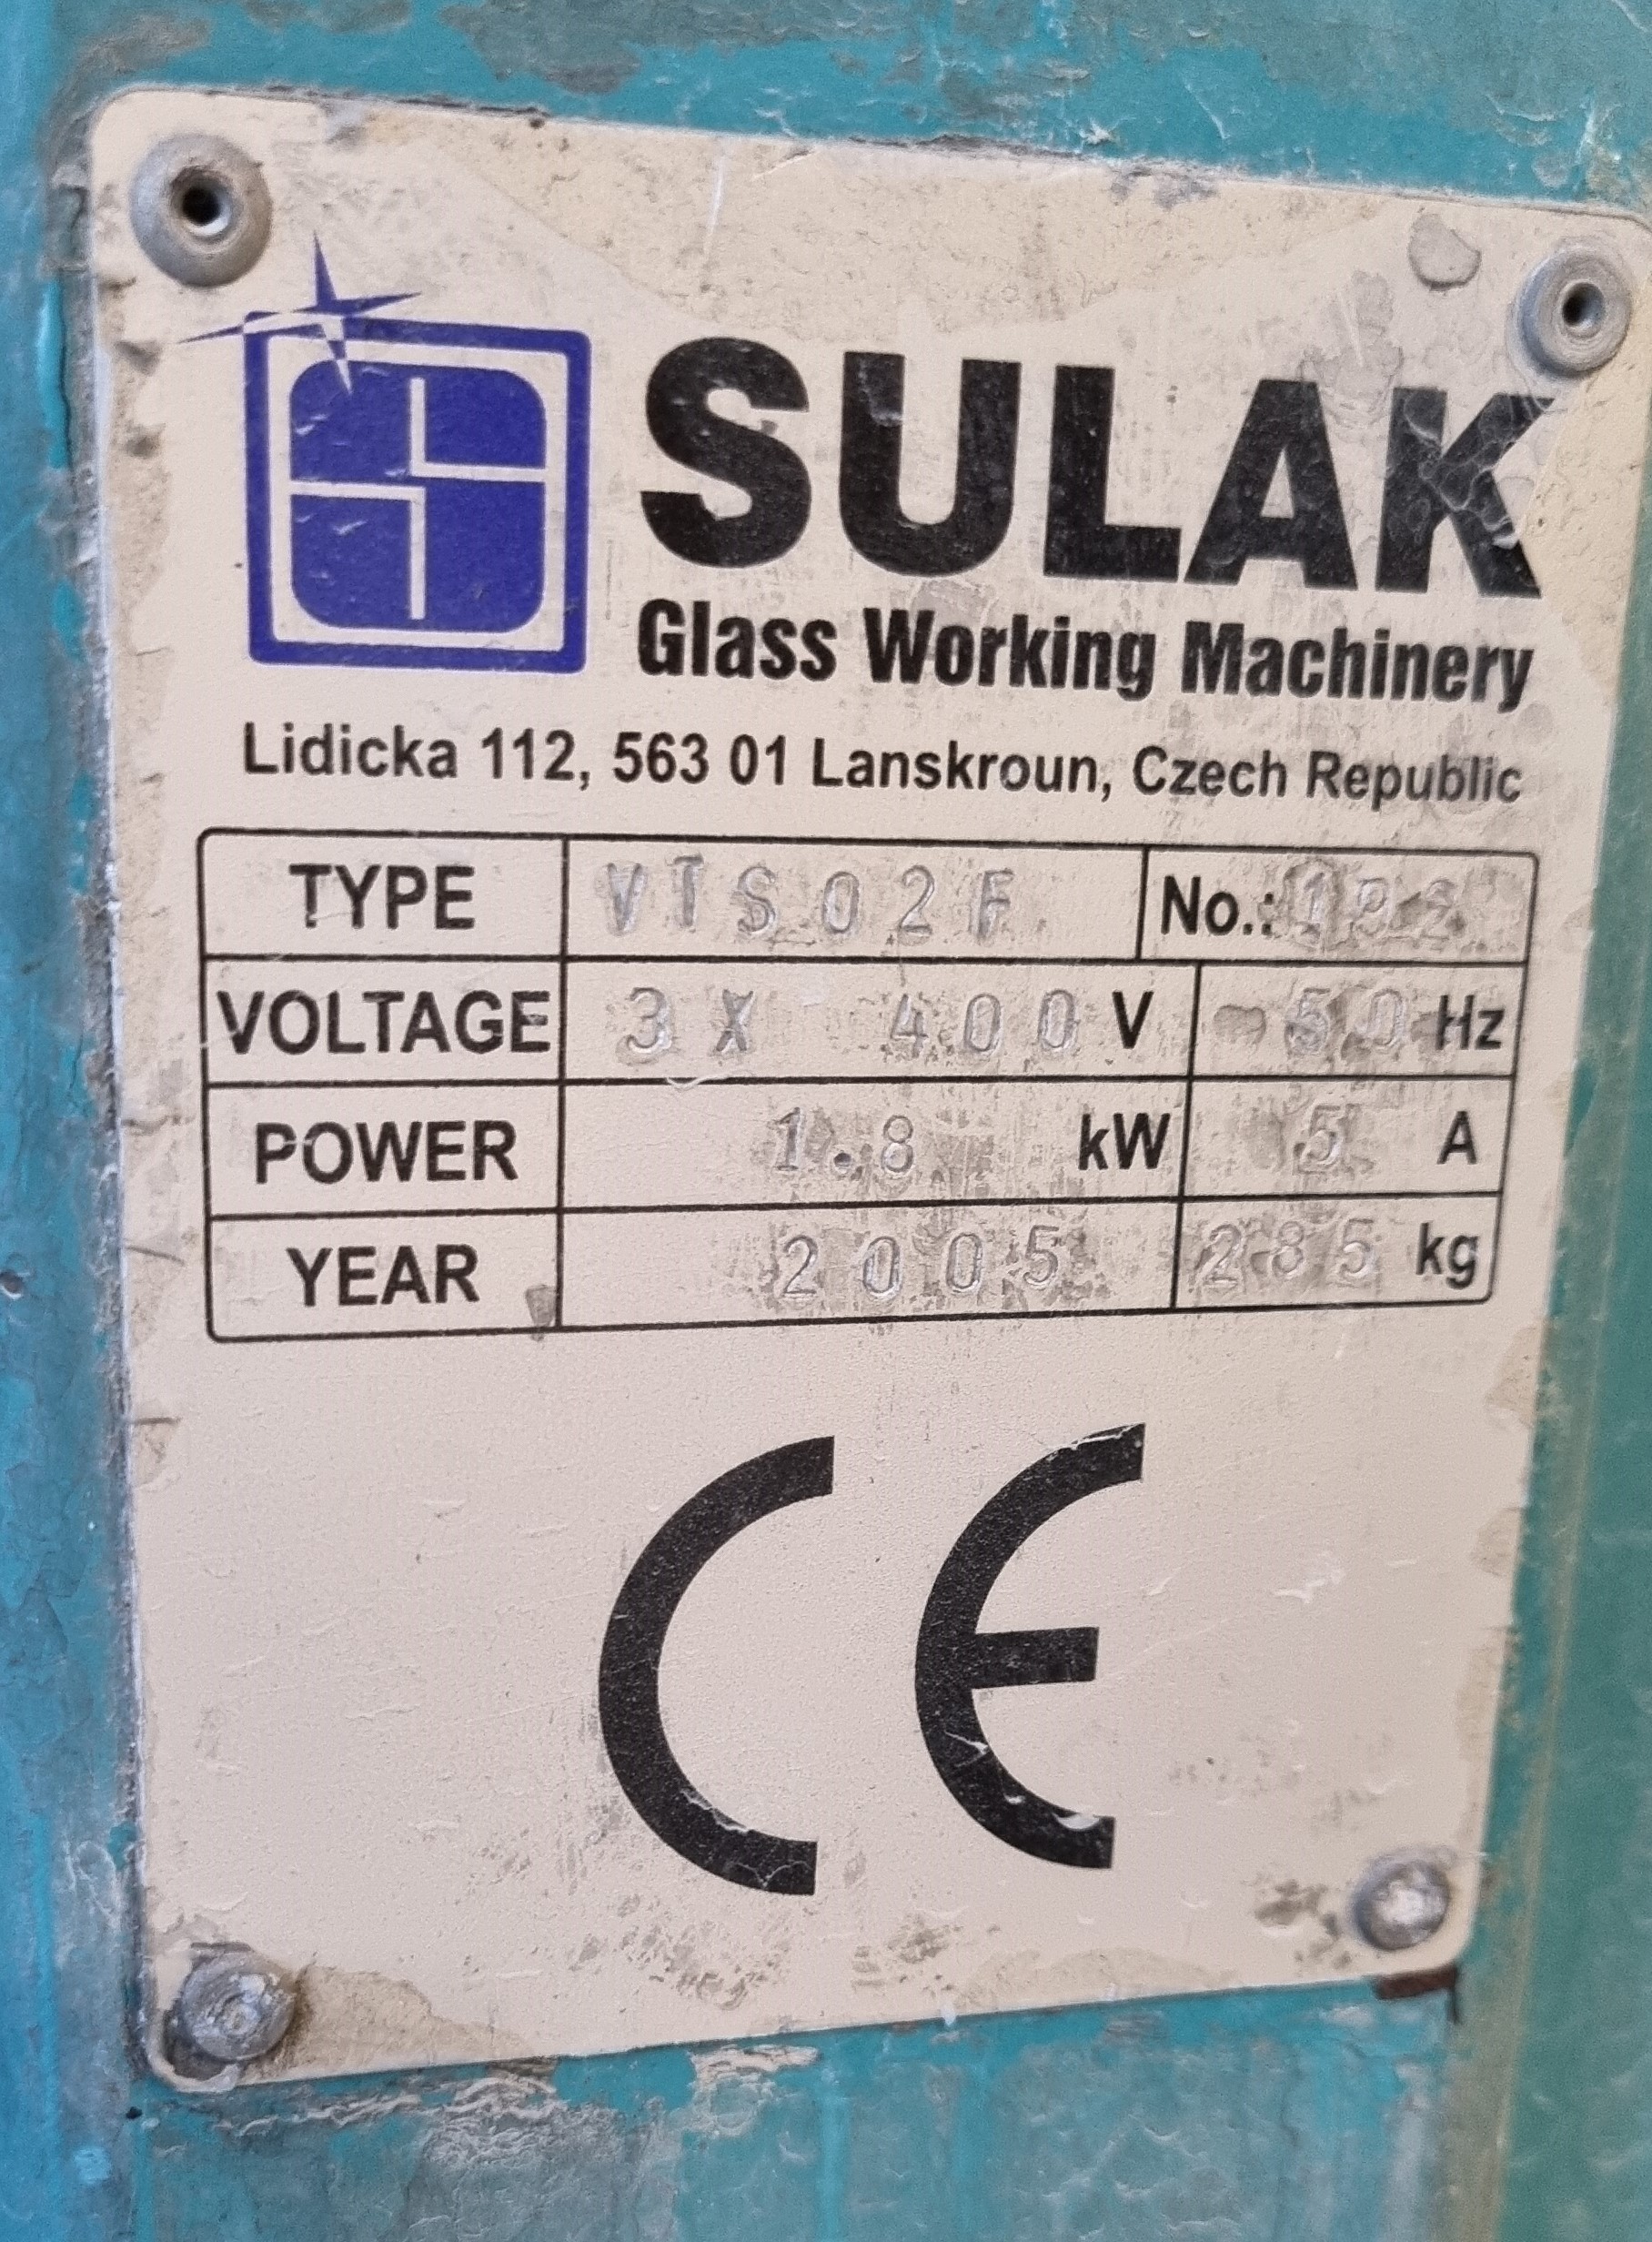 SULAK
Glass Working Machinery
Lidicka 112, 563 01 Lanskroun, Czech Republic
TYPE VTS02F No.:
VOLTAGE 3X 400 V 50 Hz
POWER 1.8 kW 5 A
YEAR 2005 285 kg
CE